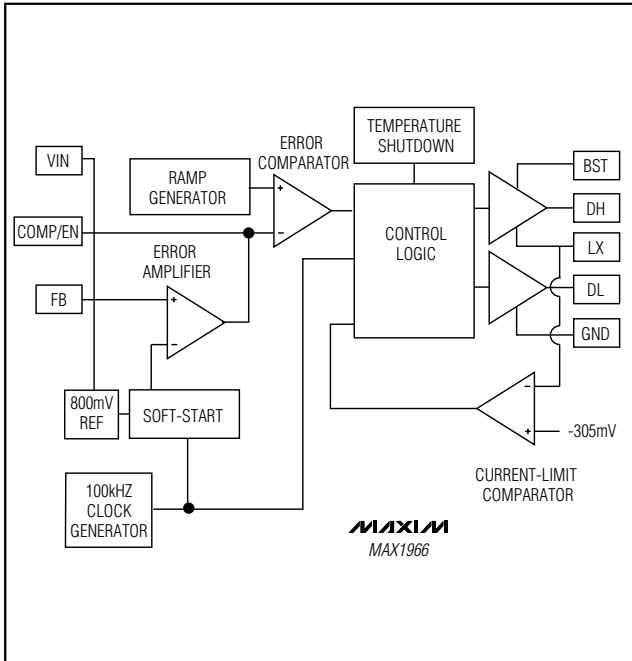 TEMPERATURE
SHUTDOWN
ERROR
COMPARATOR
VIN
RAMP
GENERATOR
+
−
BST
DH
COMP/EN
CONTROL
LOGIC
LX
ERROR
AMPLIFIER
DL
FB
+
−
GND
800mV
REF
SOFT-START
−
+
-305mV
100kHZ
CLOCK
GENERATOR
CURRENT-LIMIT
COMPARATOR
MAXIM
MAX1966